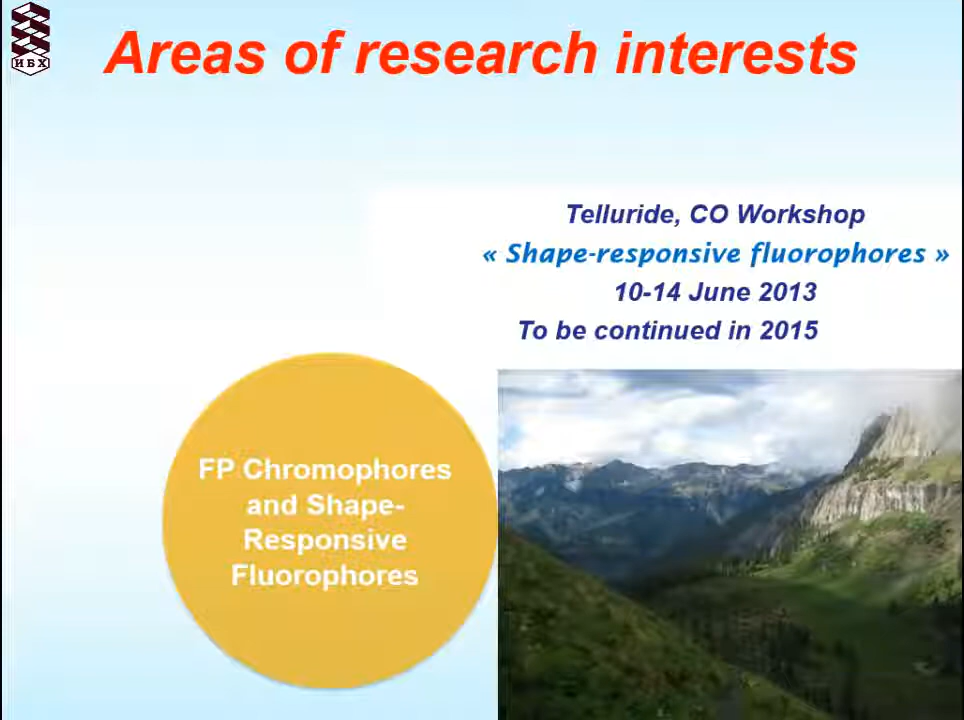 ИБХ
Areas of research interests
Telluride, CO Workshop
« Shape-responsive fluorophores »
10-14 June 2013
To be continued in 2015
FP Chromophores
and Shape-
Responsive
Fluorophores